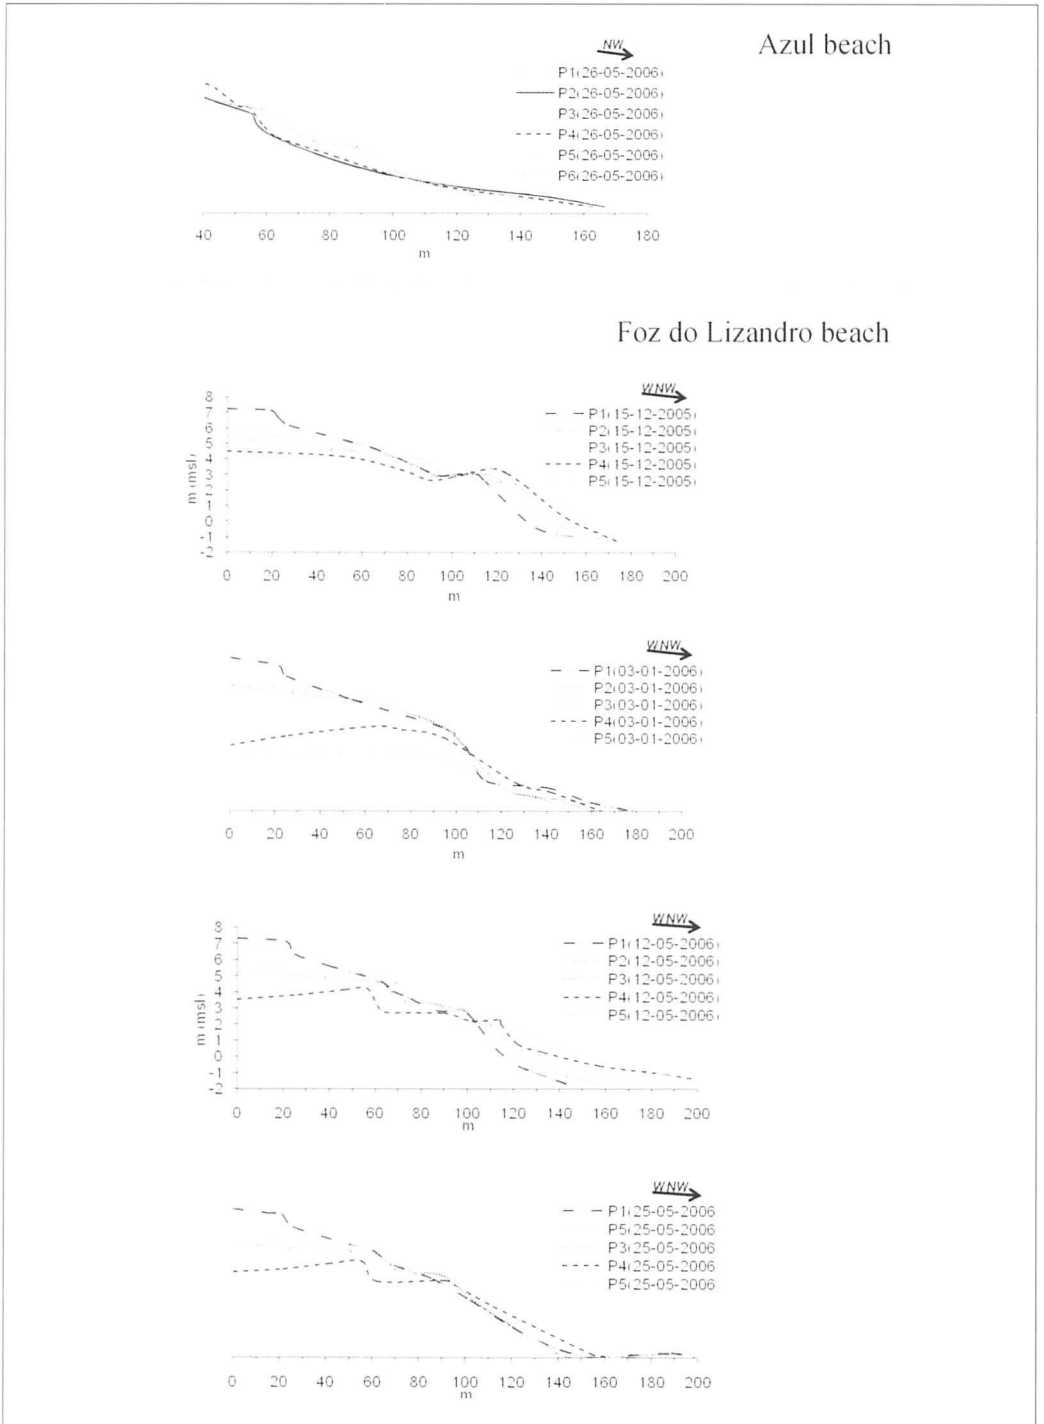 Azul beach
NW
P1(26-05-2006)
P2(26-05-2006)
P3(26-05-2006)
P4(26-05-2006)
P5(26-05-2006)
P6(26-05-2006)
40 60 80 100 120 140 160 180
m
Foz do Lizandro beach
WNW
P1(15-12-2005)
P2(15-12-2005)
P3(15-12-2005)
P4(15-12-2005)
P5(15-12-2005)
m (msl)
8
7
6
5
4
3
2
1
0
-1
-2
0 20 40 60 80 100 120 140 160 180 200
m
WNW
P1(03-01-2006)
P2(03-01-2006)
P3(03-01-2006)
P4(03-01-2006)
P5(03-01-2006)
0 20 40 60 80 100 120 140 160 180 200
m
WNW
P1(12-05-2006)
P2(12-05-2006)
P3(12-05-2006)
P4(12-05-2006)
P5(12-05-2006)
m (msl)
8
7
6
5
4
3
2
1
0
-1
-2
0 20 40 60 80 100 120 140 160 180 200
m
WNW
P1(25-05-2006
P5(25-05-2006
P3(25-05-2006
P4(25-05-2006
P5(25-05-2006
0 20 40 60 80 100 120 140 160 180 200
m